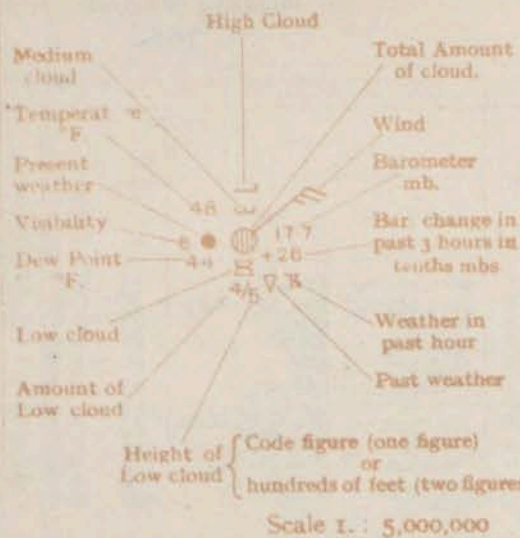 High Cloud
Medium
cloud
Total Amount
of cloud.
Temperat e
°F
Wind
Present
weather
Barometer
mb.
48
Visibility
6
17 7
Bar. change in
past 3 hours in
tenths mbs
Dew Point
°F.
44
+26
4/5
Low cloud
Weather in
past hour
Amount of
Low cloud
Past weather
Height of
Low cloud
Code figure (one figure)
or
hundreds of feet (two figures
Scale 1. : 5,000,000